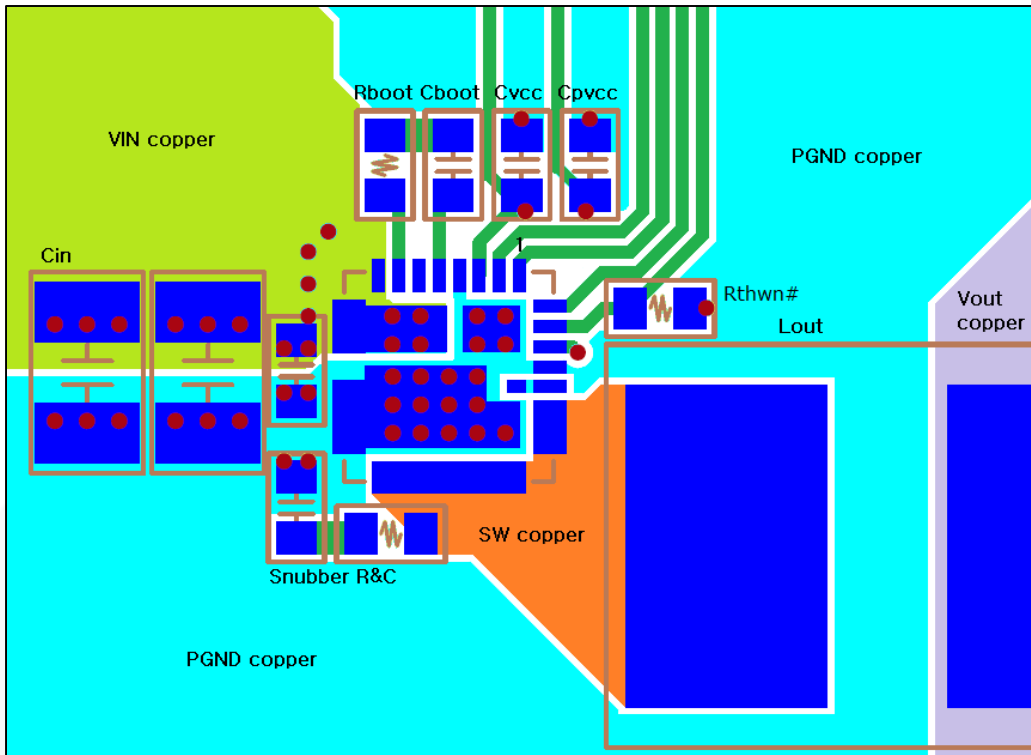 Rboot Cboot Cvcc Cpvcc
VIN copper
PGND copper
1
Cin
Rthwn#
Vout
copper
Lout
SW copper
Snubber R&C
PGND copper